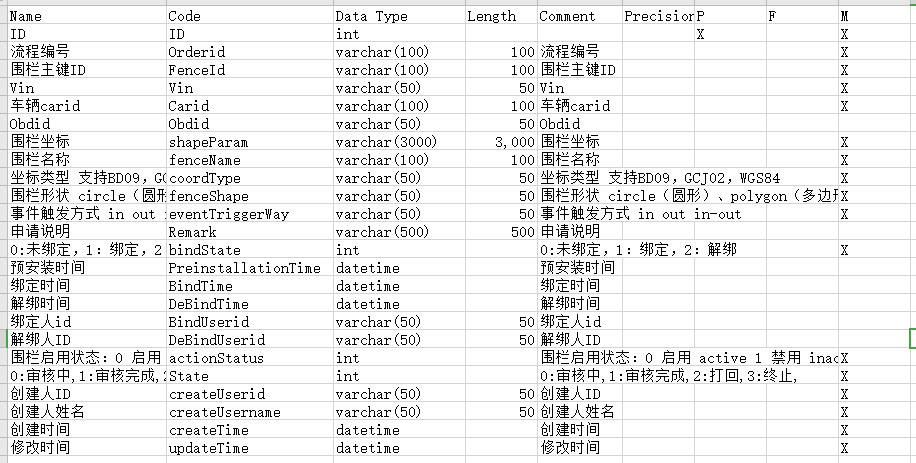 Name Code Data Type Length Comment Precision P F M
ID ID int X X
流程编号 Orderid varchar(100) 100 流程编号 X
围栏主键ID FenceId varchar(100) 100 围栏主键ID X
Vin Vin varchar(50) 50 Vin X
车辆carid Carid varchar(100) 100 车辆carid X
Obdid Obdid varchar(50) 50 Obdid
围栏坐标 shapeParam varchar(3000) 3,000 围栏坐标 X
围栏名称 fenceName varchar(100) 100 围栏名称 X
坐标类型 支持BD09，GC coordType varchar(50) 50 坐标类型 支持BD09，GCJ02，WGS84 X
围栏形状 circle（圆形 fenceShape varchar(50) 50 围栏形状 circle（圆形）、polygon（多边形 X
事件触发方式 in out eventTriggerWay varchar(50) 50 事件触发方式 in out in-out X
申请说明 Remark varchar(500) 500 申请说明
0:未绑定，1：绑定，2 bindState int 0:未绑定，1：绑定，2：解绑 X
预安装时间 PreinstallationTime datetime 预安装时间
绑定时间 BindTime datetime 绑定时间
解绑时间 DeBindTime datetime 解绑时间
绑定人id BindUserid varchar(50) 50 绑定人id
解绑人ID DeBindUserid varchar(50) 50 解绑人ID
围栏启用状态：0 启用 actionStatus int 围栏启用状态：0 启用 active 1 禁用 inac X
0:审核中,1:审核完成,2 State int 0:审核中,1:审核完成,2:打回,3:终止, X
创建人ID createUserid varchar(50) 50 创建人ID X
创建人姓名 createUsername varchar(50) 50 创建人姓名 X
创建时间 createTime datetime 创建时间 X
修改时间 updateTime datetime 修改时间 X